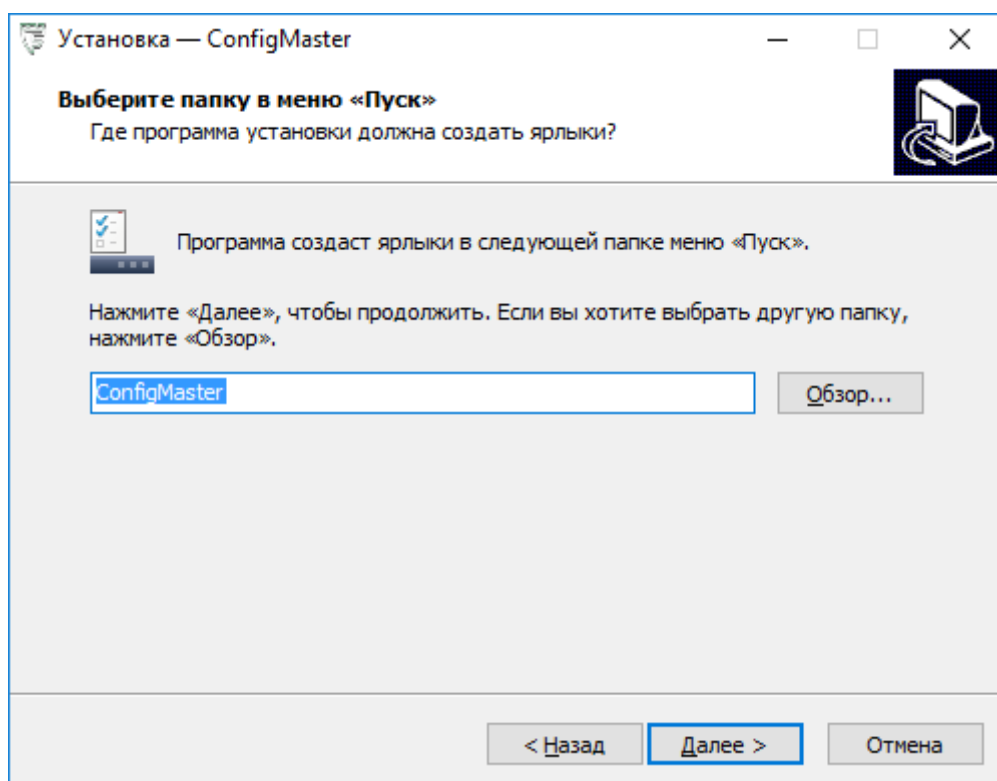 Установка — ConfigMaster
Выберите папку в меню «Пуск»
Где программа установки должна создать ярлыки?
Программа создаст ярлыки в следующей папке меню «Пуск».
Нажмите «Далее», чтобы продолжить. Если вы хотите выбрать другую папку,
нажмите «Обзор».
ConfigMaster
Обзор...
< Назад
Далее >
Отмена